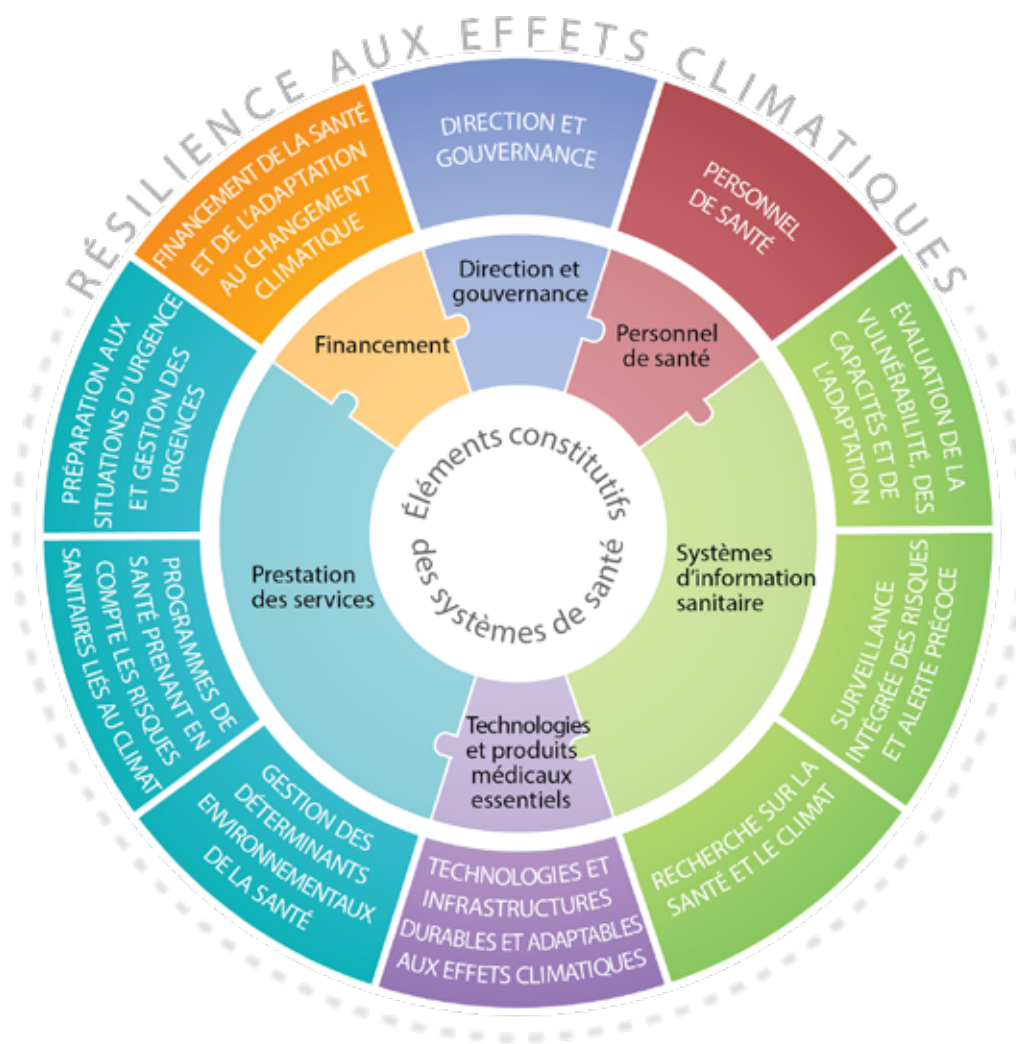 RÉSILIENCE AUX EFFETS CLIMATIQUES
DIRECTION ET
GOUVERNANCE
PERSONNEL
DE SANTÉ
ÉVALUATION DE LA
VULNÉRABILITÉ, DES
CAPACITÉS ET DE
L'ADAPTATION
SURVEILLANCE
INTÉGRÉE DES RISQUES
ET ALERTE PRÉCOCE
RECHERCHE SUR LA
SANTÉ ET LE CLIMAT
TECHNOLOGIES ET
INFRASTRUCTURES
DURABLES ET ADAPTABLES
AUX EFFETS CLIMATIQUES
GESTION DES
DÉTERMINANTS
ENVIRONNEMENTAUX
DE LA SANTÉ
PROGRAMMES DE
SANTÉ PRENANT EN
COMPTE LES RISQUES
SANITAIRES LIÉS AU CLIMAT
PRÉPARATION AUX
SITUATIONS D'URGENCE
ET GESTION DES
URGENCES
FINANCEMENT DE LA SANTÉ
ET DE L'ADAPTATION
AU CHANGEMENT
CLIMATIQUE
Direction et
gouvernance
Personnel
de santé
Systèmes
d'information
sanitaire
Technologies
et produits
médicaux
essentiels
Prestation
des services
Financement
Éléments constitutifs
des systèmes de santé